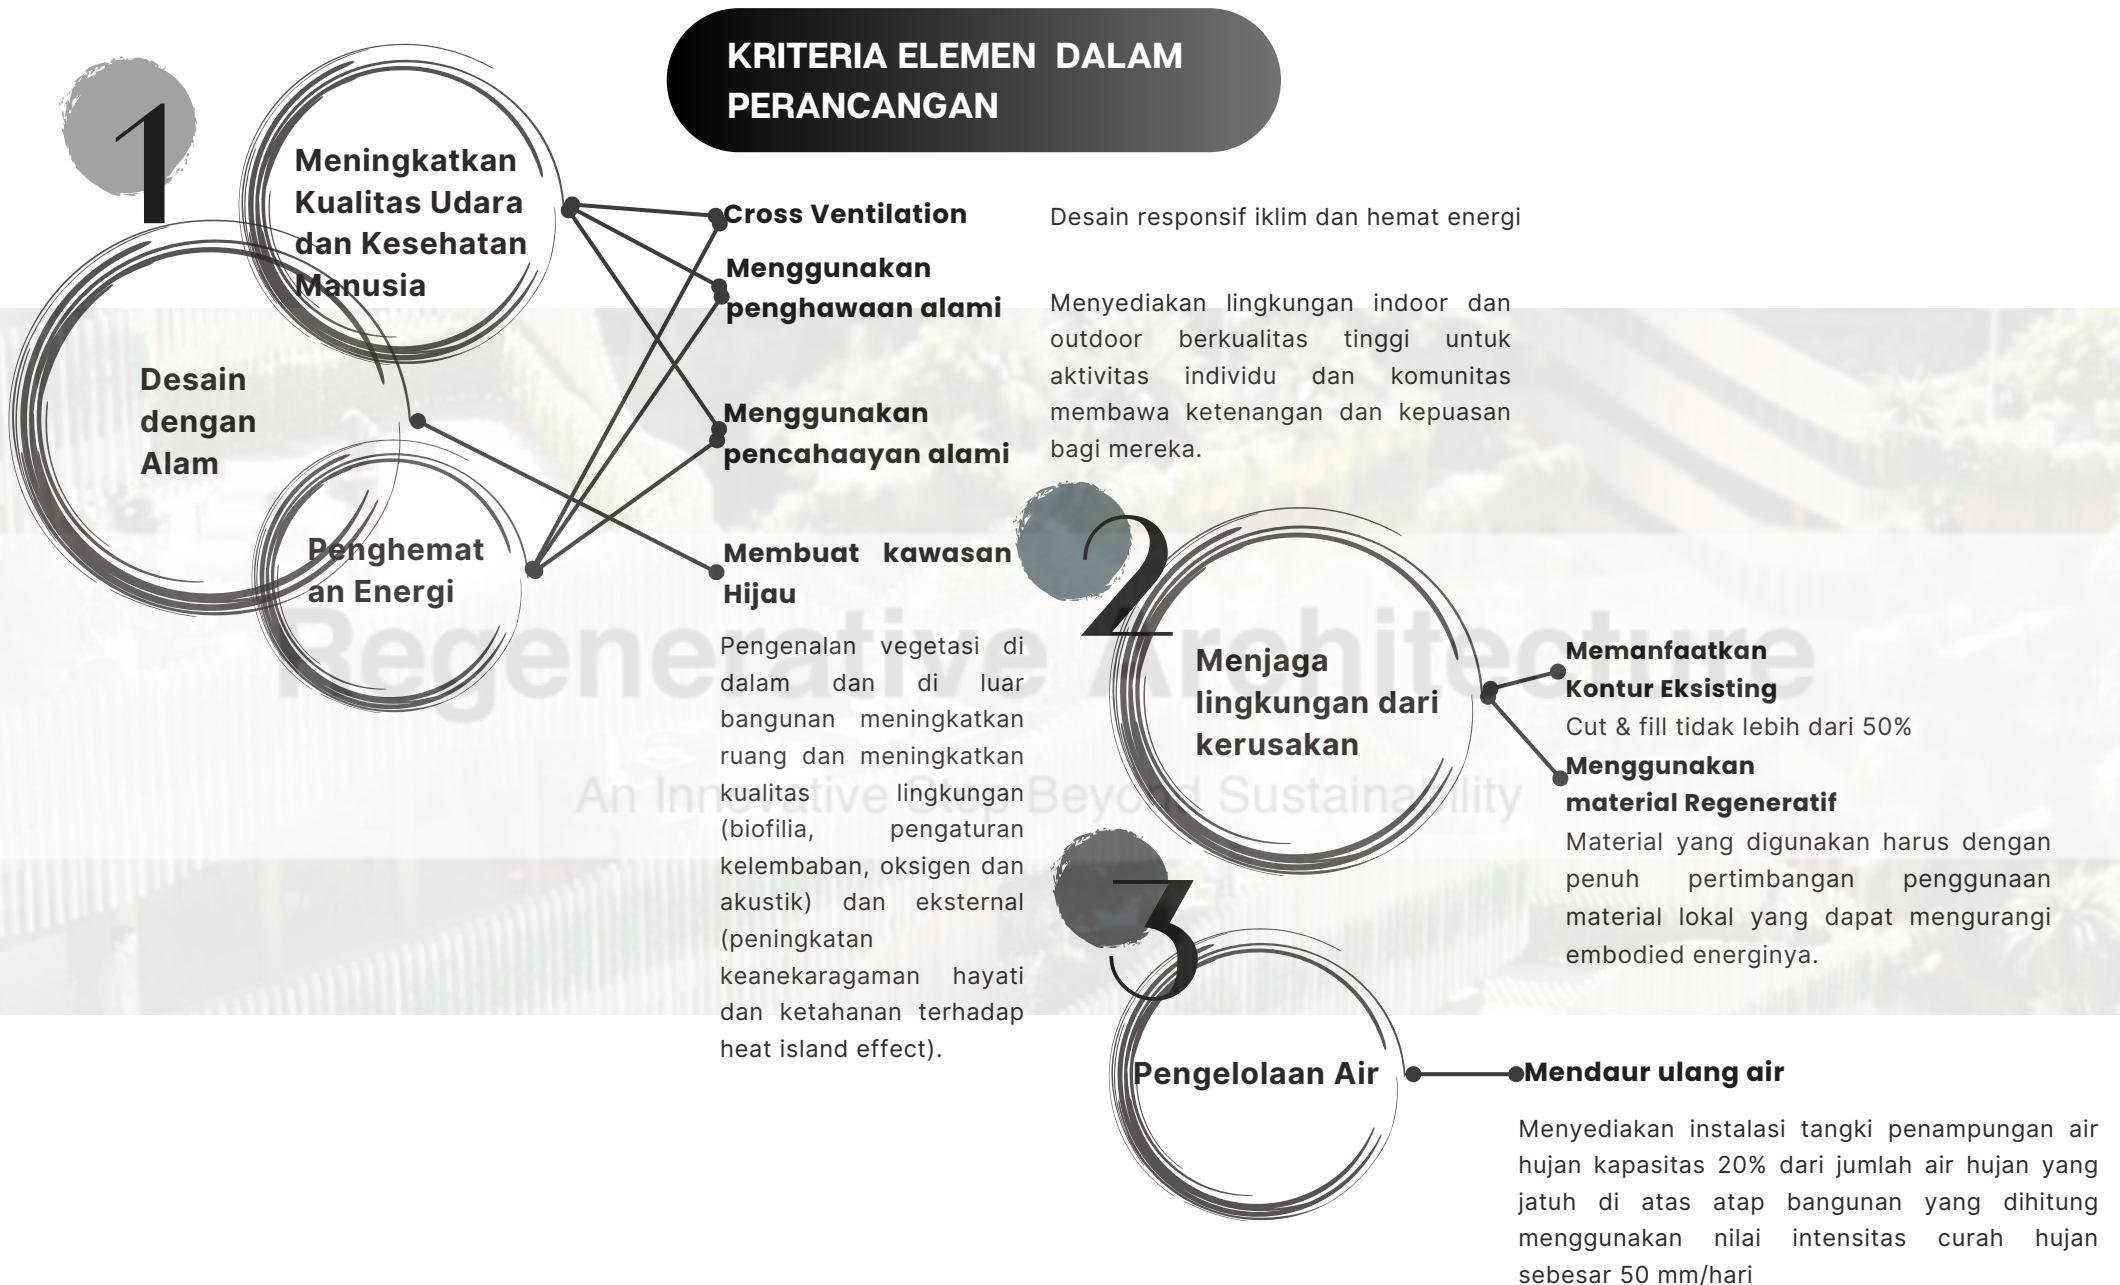 KRITERIA ELEMEN DALAM
PERANCANGAN
1
Meningkatkan
Kualitas Udara
dan Kesehatan
Manusia
Desain
dengan
Alam
Penghemat
an Energi
Cross Ventilation
Menggunakan
penghawaan alami
Menggunakan
pencahaayan alami
Membuat kawasan
Hijau
Pengenalan vegetasi di
dalam dan di luar
bangunan meningkatkan
ruang dan meningkatkan
kualitas lingkungan
(biofilia, pengaturan
kelembaban, oksigen dan
akustik) dan eksternal
(peningkatan
keanekaragaman hayati
dan ketahanan terhadap
heat island effect).
Desain responsif iklim dan hemat energi
Menyediakan lingkungan indoor dan
outdoor berkualitas tinggi untuk
aktivitas individu dan komunitas
membawa ketenangan dan kepuasan
bagi mereka.
2
Menjaga
lingkungan dari
kerusakan
Memanfaatkan
Kontur Eksisting
Cut & fill tidak lebih dari 50%
Menggunakan
material Regeneratif
Material yang digunakan harus dengan
penuh pertimbangan penggunaan
material lokal yang dapat mengurangi
embodied energinya.
3
Pengelolaan Air
Mendaur ulang air
Menyediakan instalasi tangki penampungan air
hujan kapasitas 20% dari jumlah air hujan yang
jatuh di atas atap bangunan yang dihitung
menggunakan nilai intensitas curah hujan
sebesar 50 mm/hari
Regenerative Architecture
An Innovative Step Beyond Sustainability